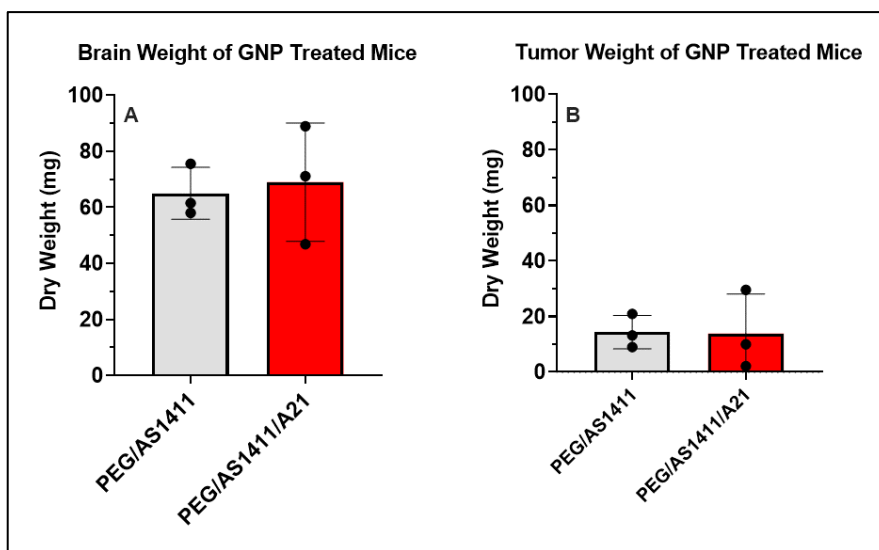 Brain Weight of GNP Treated Mice
A
Dry Weight (mg)
100
80
60
40
20
0
PEG/AS1411
PEG/AS1411/A21
Tumor Weight of GNP Treated Mice
B
Dry Weight (mg)
100
80
60
40
20
0
PEG/AS1411
PEG/AS1411/A21